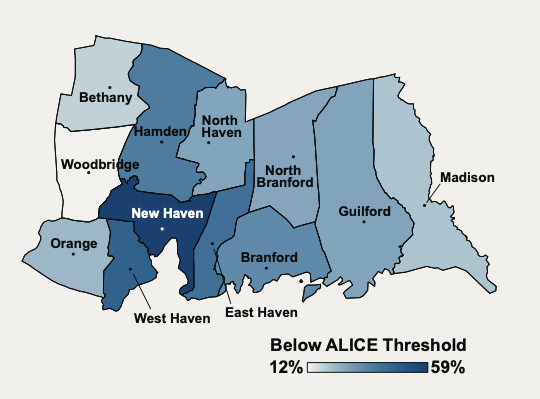 Bethany
Hamden
North
Haven
Woodbridge
North
Branford
Madison
New Haven
Guilford
Orange
Branford
West Haven
East Haven
Below ALICE Threshold
12% 59%